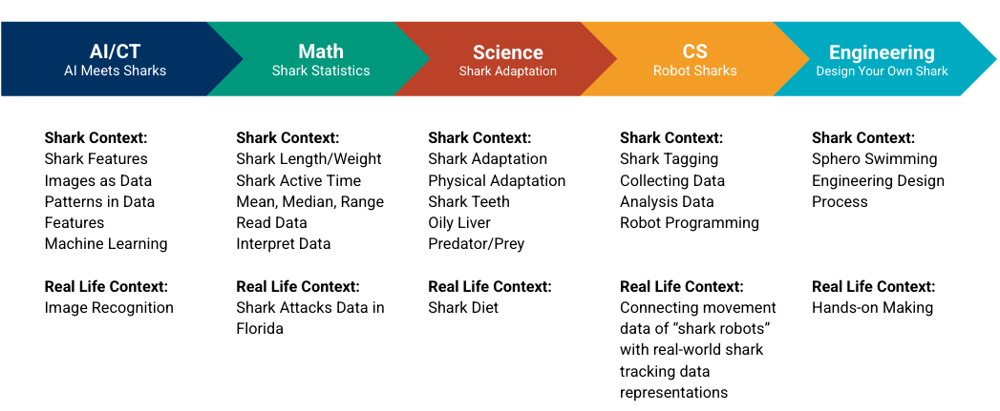 AI/CT
AI Meets Sharks
Math
Shark Statistics
Science
Shark Adaptation
CS
Robot Sharks
Engineering
Design Your Own Shark
Shark Context:
Shark Features
Images as Data
Patterns in Data
Features
Machine Learning
Real Life Context:
Image Recognition
Shark Context:
Shark Length/Weight
Shark Active Time
Mean, Median, Range
Read Data
Interpret Data
Real Life Context:
Shark Attacks Data in
Florida
Shark Context:
Shark Adaptation
Physical Adaptation
Shark Teeth
Oily Liver
Predator/Prey
Real Life Context:
Shark Diet
Shark Context:
Shark Tagging
Collecting Data
Analysis Data
Robot Programming
Real Life Context:
Connecting movement
data of “shark robots”
with real-world shark
tracking data
representations
Shark Context:
Sphero Swimming
Engineering Design
Process
Real Life Context:
Hands-on Making